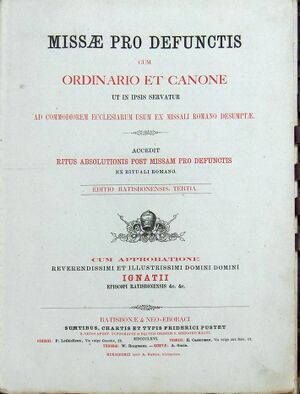 MISSÆ PRO DEFUNCTIS
CUM
ORDINARIO ET CANONE
UT IN IPSIS SERVATUR
AD COMMODIOREM ECCLESIARUM USUM EX MISSALI ROMANO DESUMPTÆ.
ACCEDIT
RITUS ABSOLUTIONIS POST MISSAM PRO DEFUNCTIS
EX RITUALI ROMANO.
EDITIO RATISBONENSIS TERTIA
CUM APPROBATIONE
REVERENDISSIMI ET ILLUSTRISSIMI DOMINI DOMINI
IGNATII
EPISCOPI RATISBONENSIS &c. &c.
RATISBONÆ & NEO-EBORACI
SUMPTIBUS, CHARTIS ET TYPIS FRIDERICI PUSTET
MDCCCLXXVI.